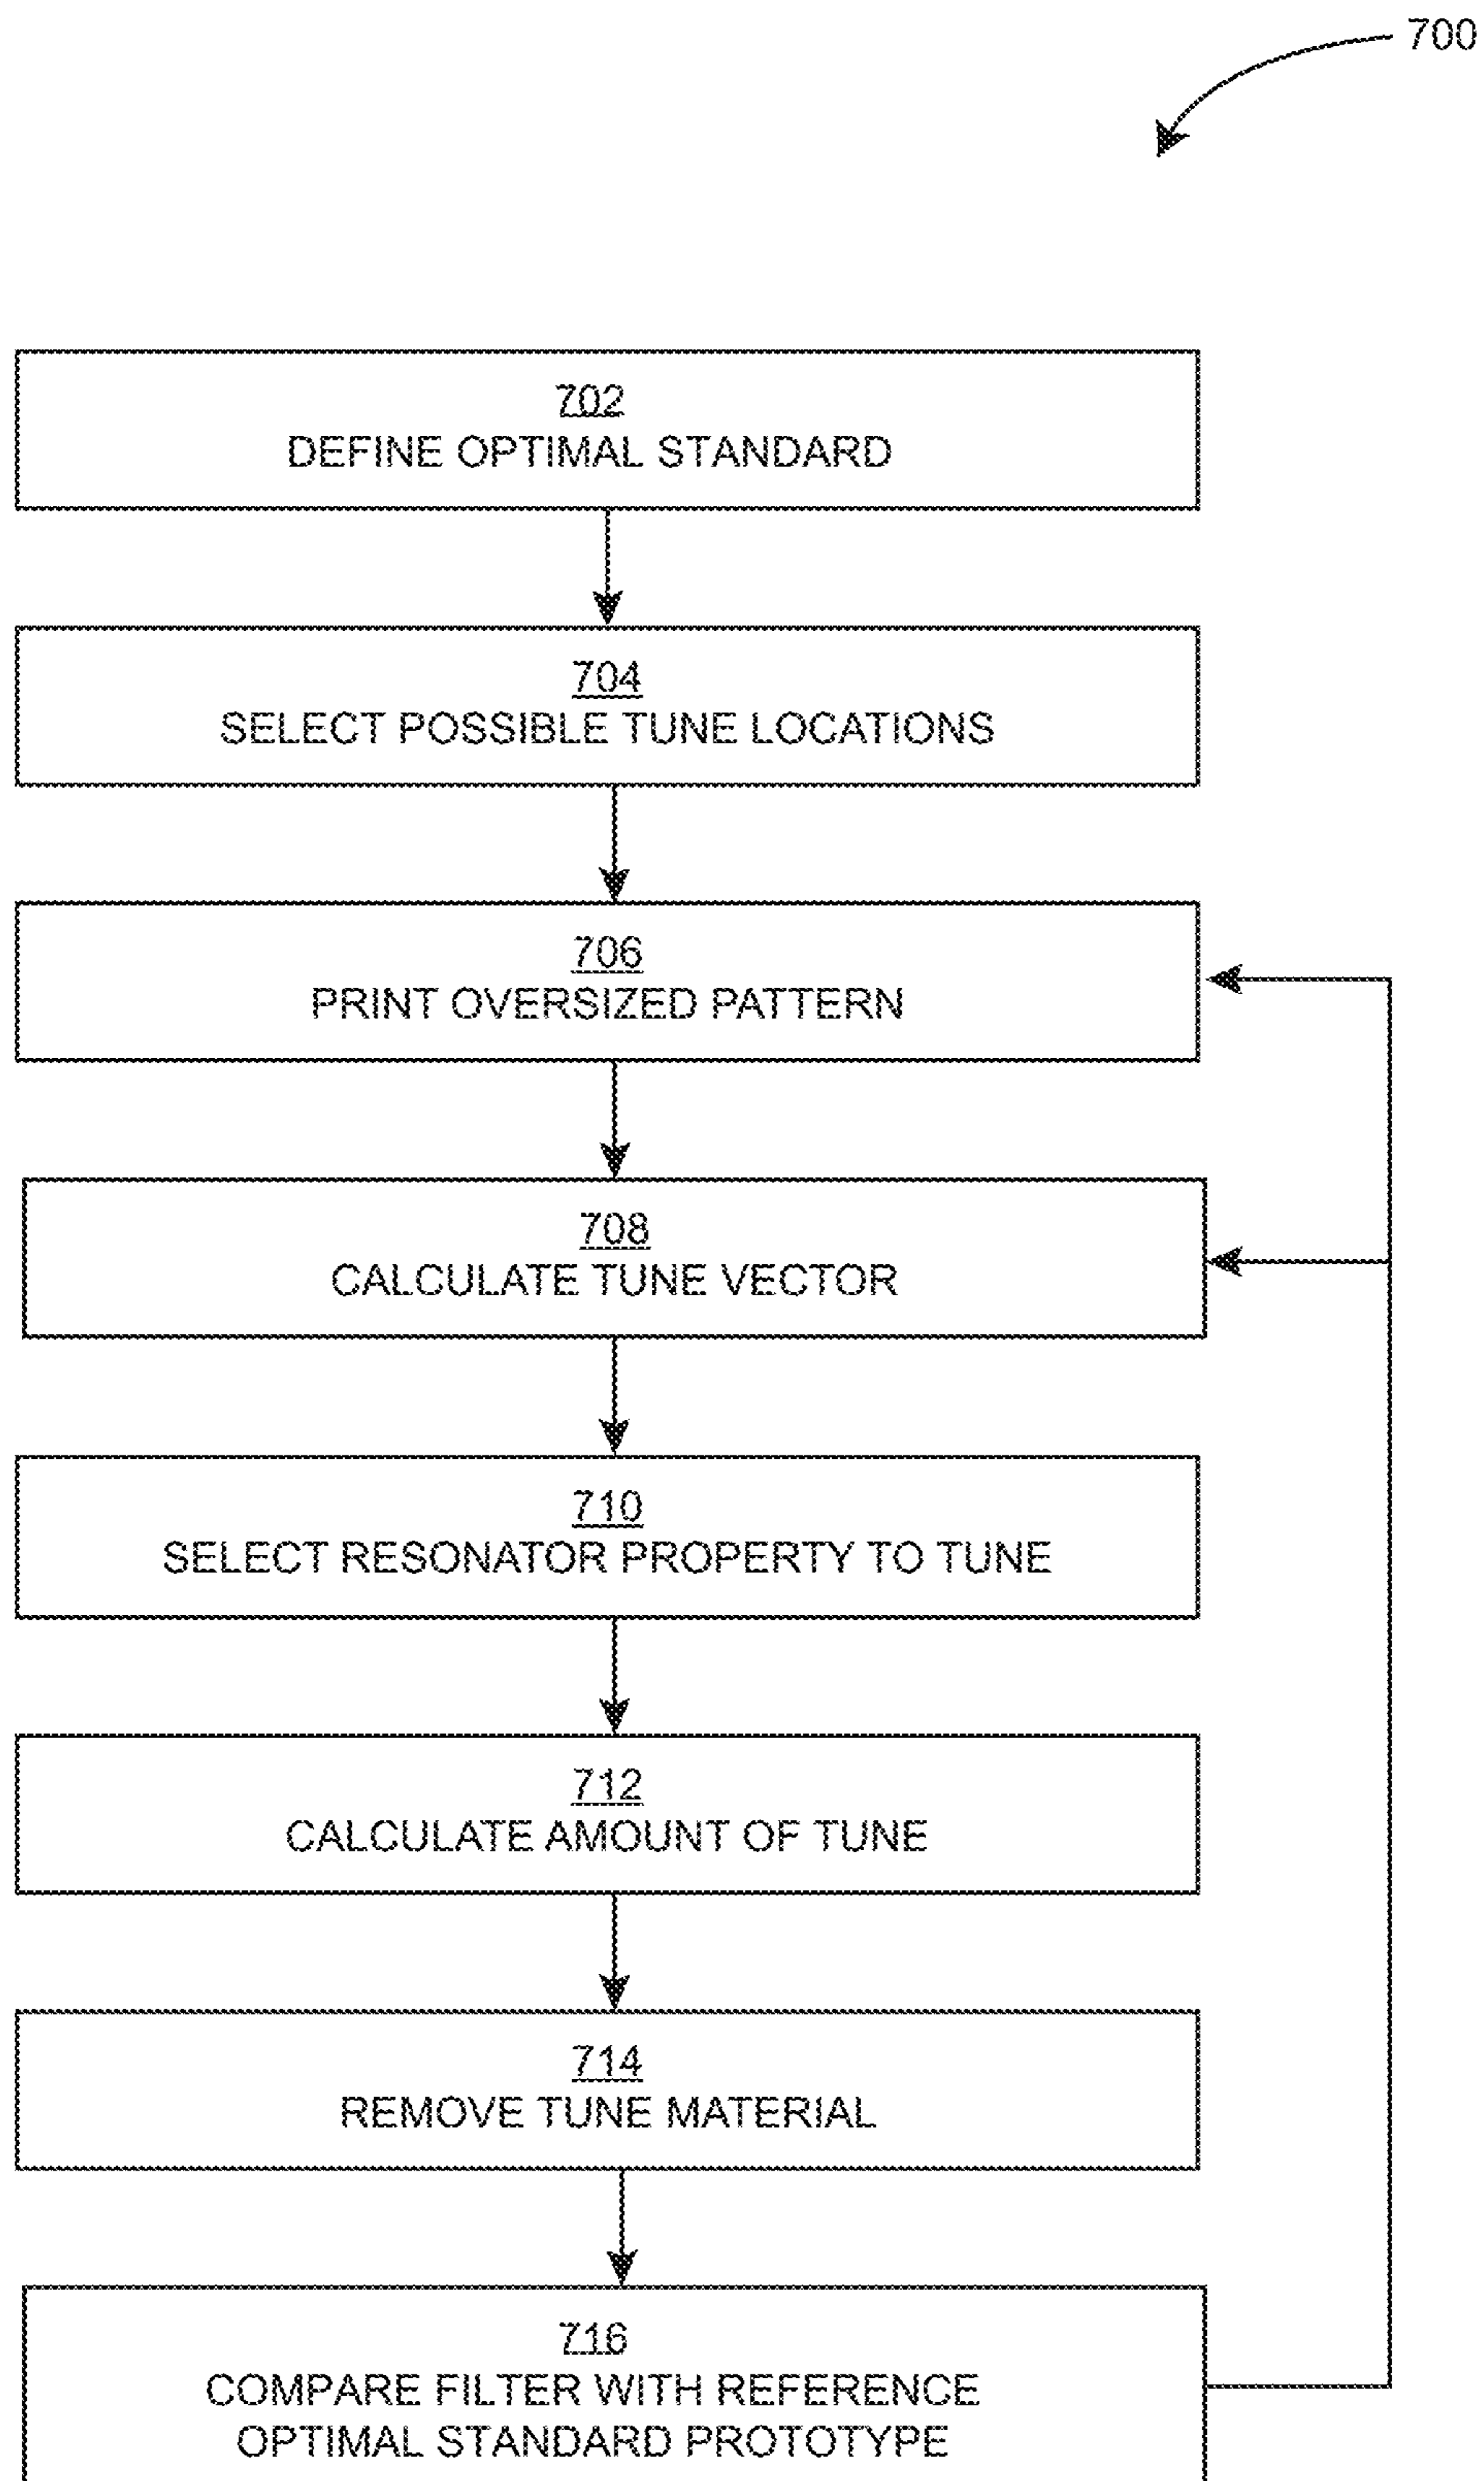 700
702
DEFINE OPTIMAL STANDARD
704
SELECT POSSIBLE TUNE LOCATIONS
706
PRINT OVERSIZED PATTERN
708
CALCULATE TUNE VECTOR
710
SELECT RESONATOR PROPERTY TO TUNE
712
CALCULATE AMOUNT OF TUNE
714
REMOVE TUNE MATERIAL
716
COMPARE FILTER WITH REFERENCE
OPTIMAL STANDARD PROTOTYPE